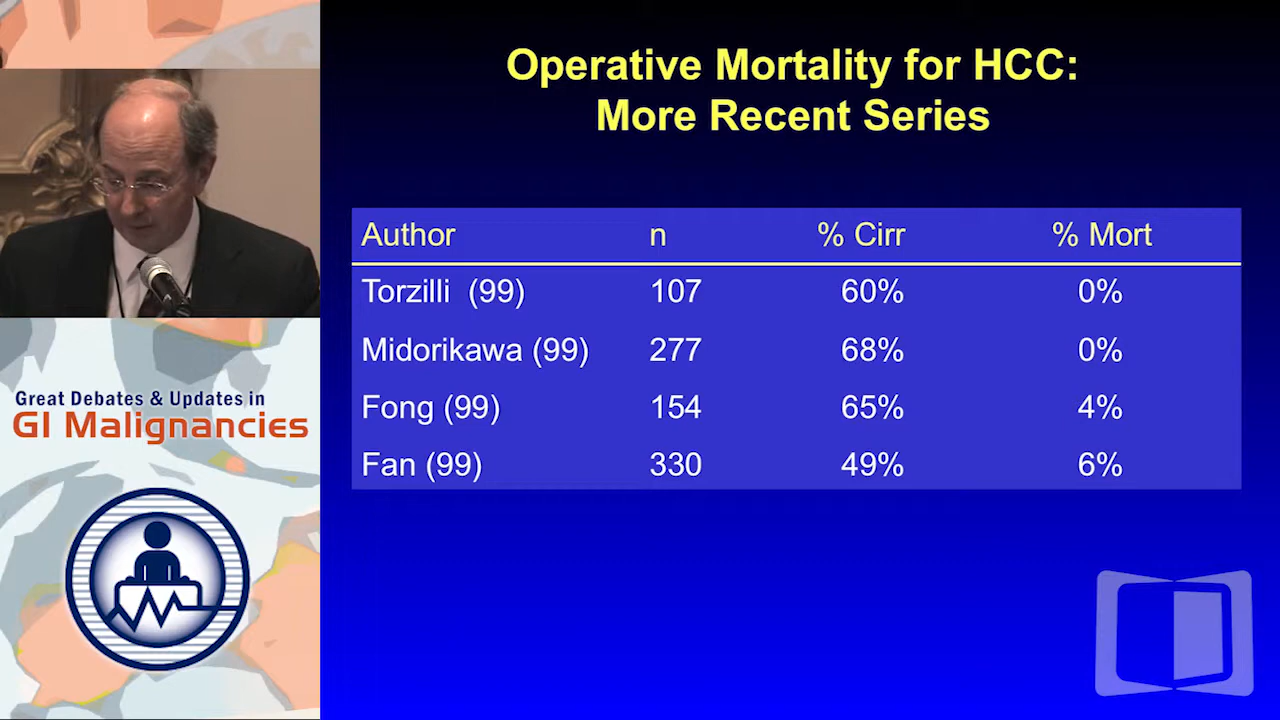 Operative Mortality for HCC:
More Recent Series
Author n % Cirr % Mort
Torzilli (99) 107 60% 0%
Midorikawa (99) 277 68% 0%
Fong (99) 154 65% 4%
Fan (99) 330 49% 6%
Great Debates & Updates in
GI Malignancies